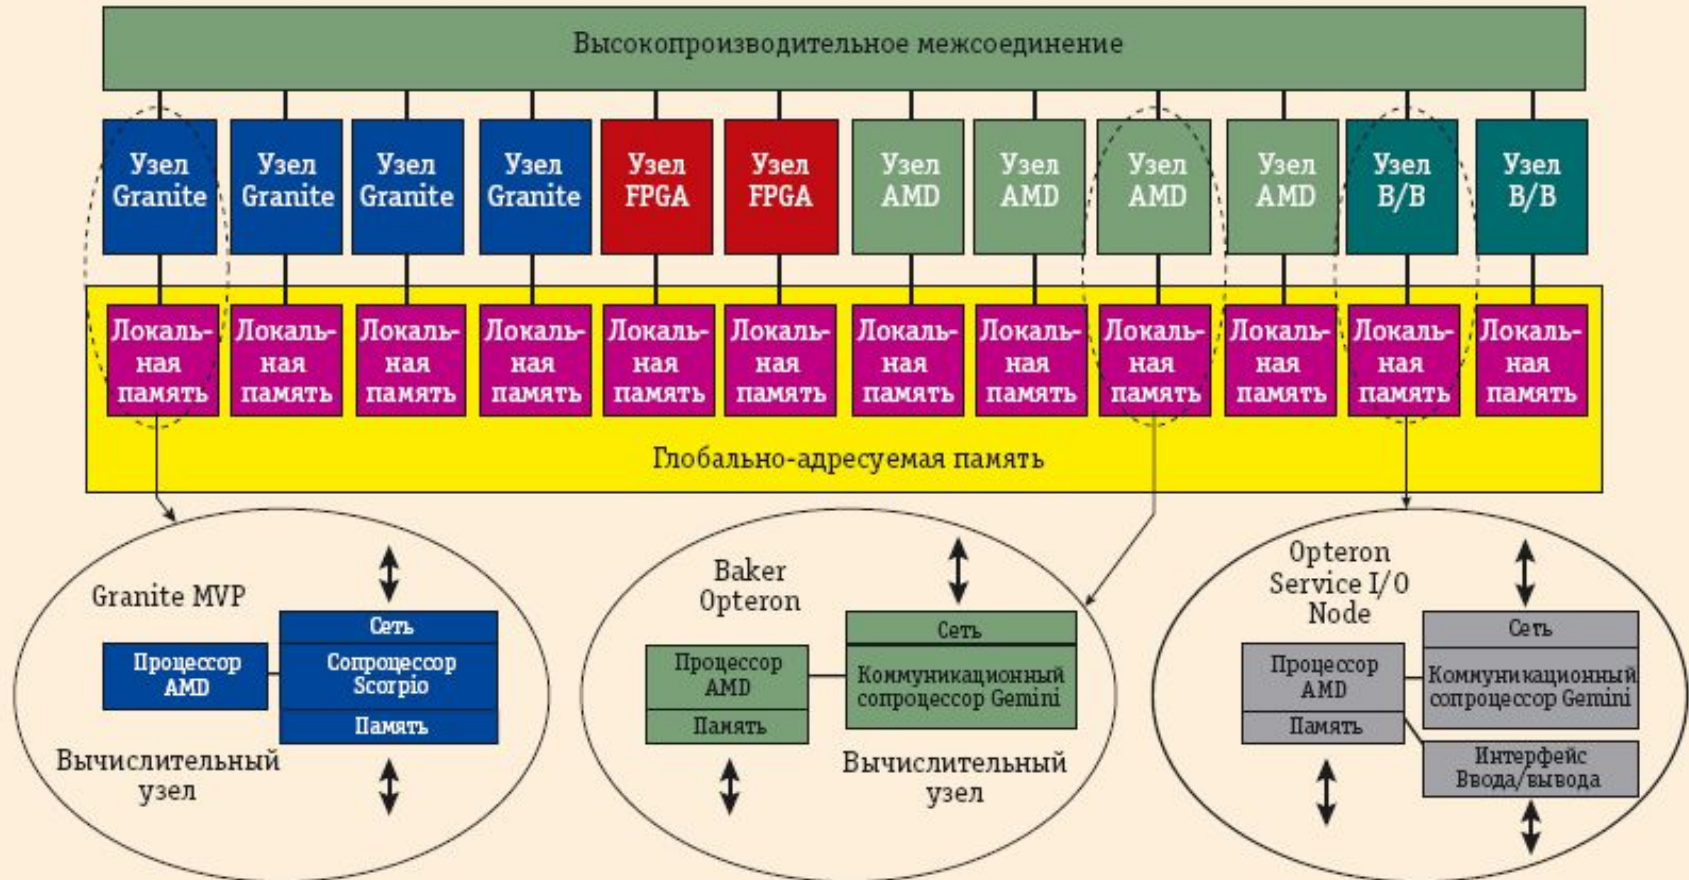 Высокопроизводительное межсоединение
Узел
Granite
Узел
Granite
Узел
Granite
Узел
Granite
Узел
FPGA
Узел
FPGA
Узел
AMD
Узел
AMD
Узел
AMD
Узел
AMD
Узел
В/В
Узел
В/В
Локаль-
ная
память
Локаль-
ная
память
Локаль-
ная
память
Локаль-
ная
память
Локаль-
ная
память
Локаль-
ная
память
Локаль-
ная
память
Локаль-
ная
память
Локаль-
ная
память
Локаль-
ная
память
Локаль-
ная
память
Локаль-
ная
память
Глобально-адресуемая память
Granite MVP
Сеть
Процессор
AMD
Сопроцессор
Scorpio
Память
Вычислительный
узел
Baker
Opteron
Сеть
Процессор
AMD
Память
Коммуникационный
сопроцессор Gemini
Вычислительный
узел
Opteron
Service I/O
Node
Сеть
Процессор
AMD
Память
Коммуникационный
сопроцессор Gemini
Интерфейс
Ввода/вывода